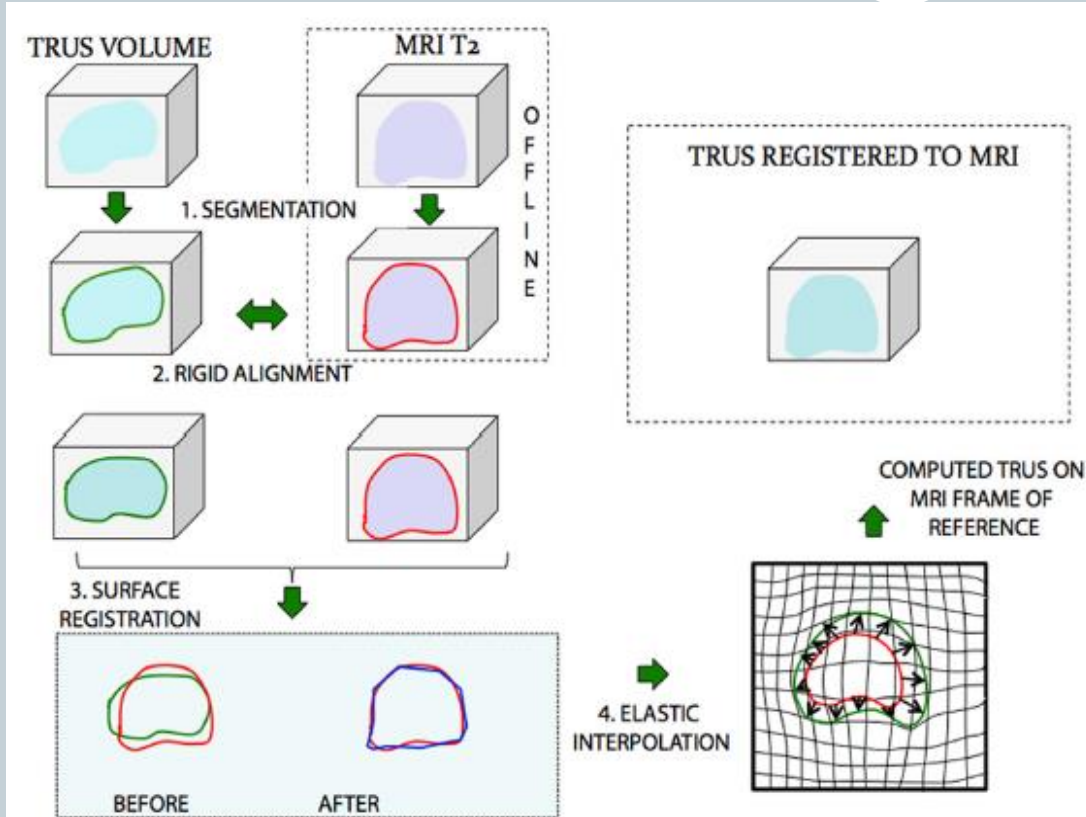 TRUS VOLUME
MRI T2
OFFLINE
1. SEGMENTATION
2. RIGID ALIGNMENT
3. SURFACE
REGISTRATION
BEFORE
AFTER
4. ELASTIC
INTERPOLATION
COMPUTED TRUS ON
MRI FRAME OF
REFERENCE
TRUS REGISTERED TO MRI